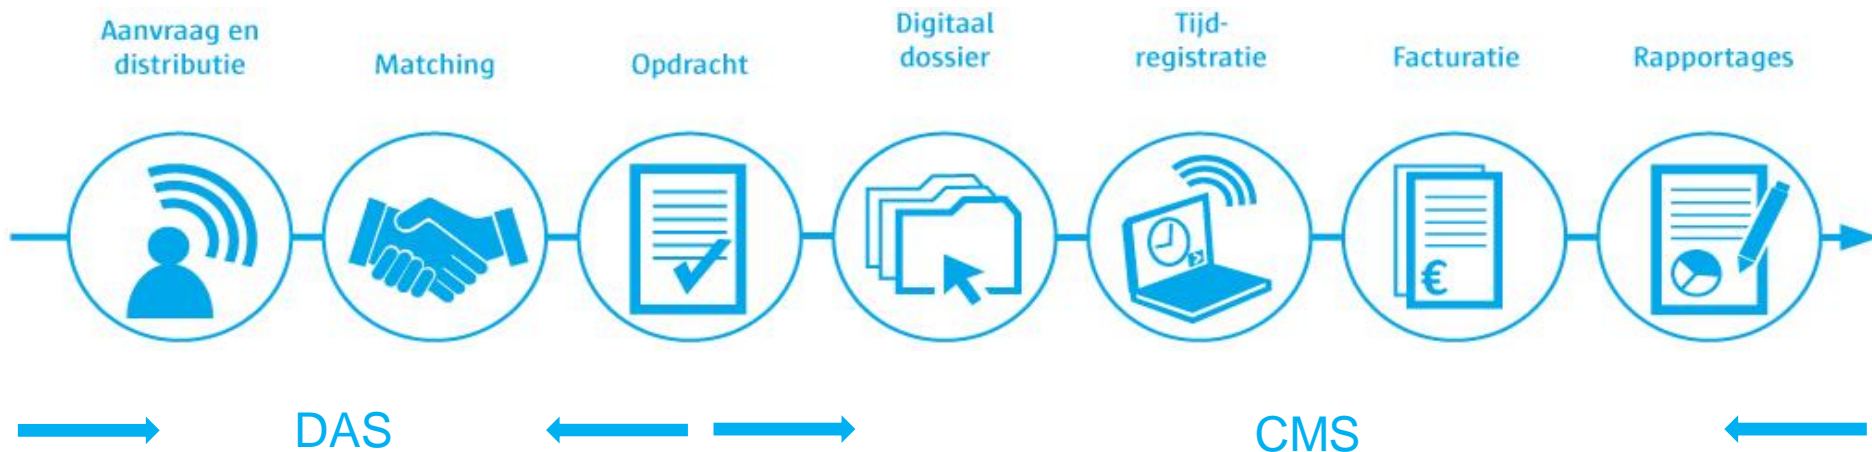 Aanvraag en
distributie
Matching
Opdracht
Digitaal
dossier
Tijd-
registratie
Facturatie
Rapportages
€
DAS
CMS